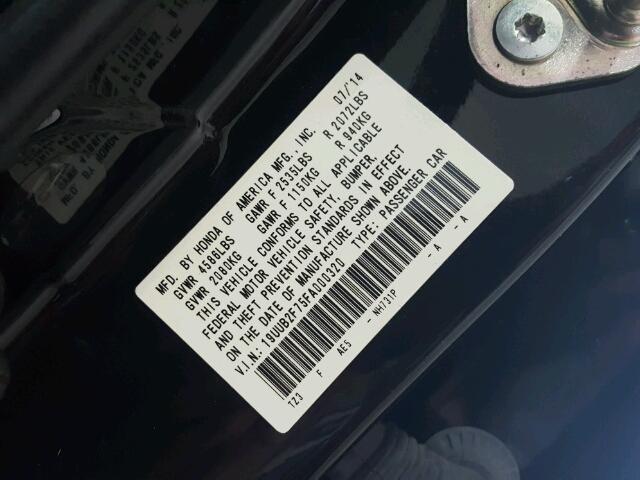 MFD. BY HONDA OF AMERICA MFG., INC. 07/'14
GVWR 4586LBS GAWR F 2535LBS R 2072LBS
GVWR 2080KG GAWR F 1150KG R 940KG
THIS VEHICLE CONFORMS TO ALL APPLICABLE
FEDERAL MOTOR VEHICLE SAFETY, BUMPER,
AND THEFT PREVENTION STANDARDS IN EFFECT
ON THE DATE OF MANUFACTURE SHOWN ABOVE.
V.I.N.: 19UUB2F75FA000320 TYPE: PASSENGER CAR
TZ3 F AE5 NH731P - A - A